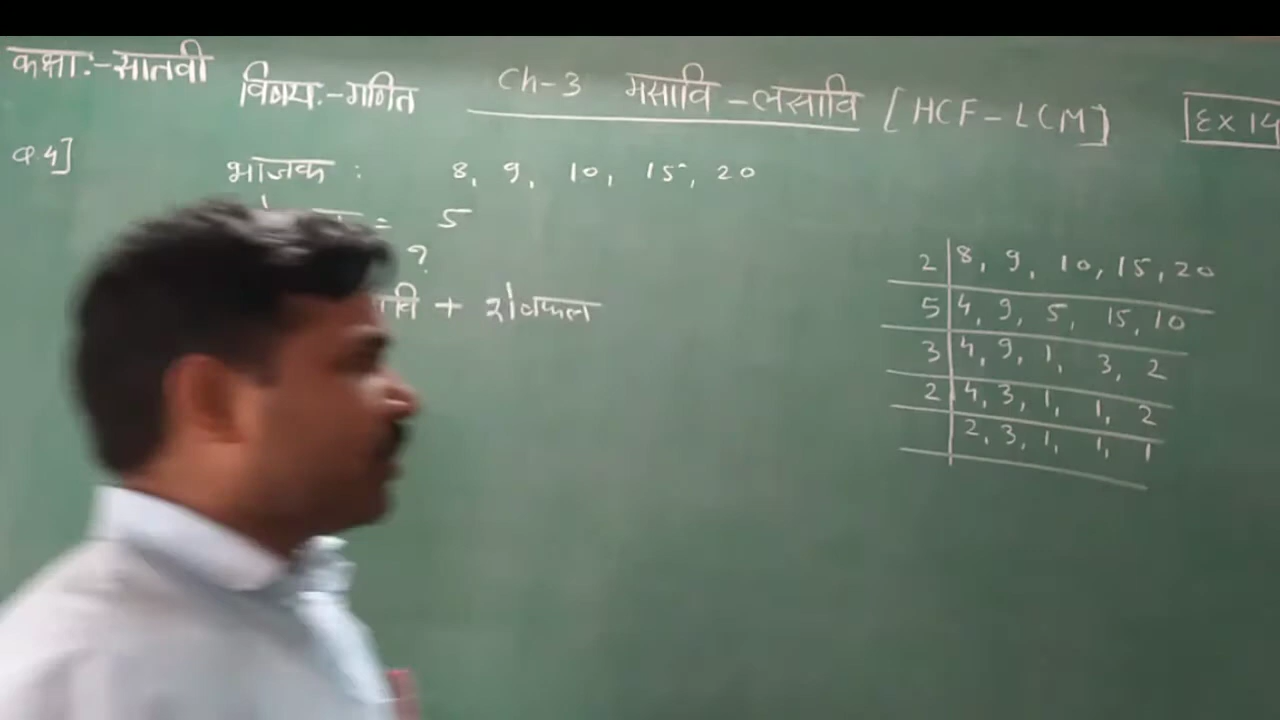 कक्षा:- सातवी
विषय:- गणित
Ch-3 मसावि - लसावि [HCF - LCM]
Ex 14
Q.4]
भाजक : 8, 9, 10, 15, 20
= 5
?
वि + शेषफल
2 | 8, 9, 10, 15, 20
5 | 4, 9, 5, 15, 10
3 | 4, 9, 1, 3, 2
2 | 4, 3, 1, 1, 2
2, 3, 1, 1, 1